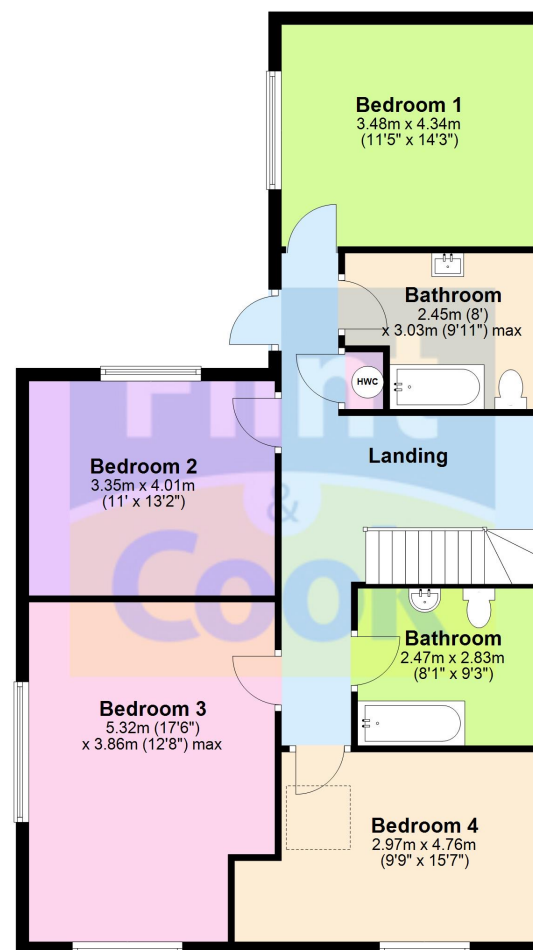 Bedroom 1
3.48m x 4.34m
(11'5" x 14'3")
Bathroom
2.45m (8')
x 3.03m (9'11") max
HWC
Flint
Bedroom 2
3.35m x 4.01m
(11' x 13'2")
Landing
&
Cook
Bathroom
2.47m x 2.83m
(8'1" x 9'3")
Bedroom 3
5.32m (17'6")
x 3.86m (12'8") max
Bedroom 4
2.97m x 4.76m
(9'9" x 15'7")